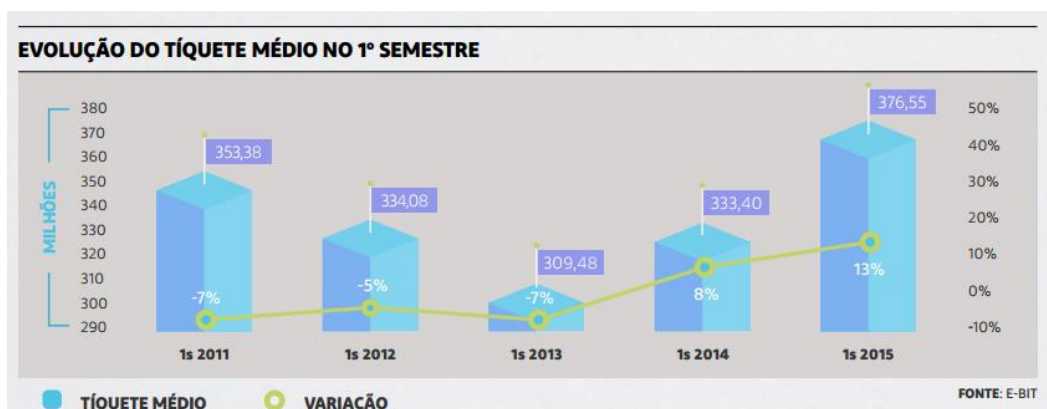 EVOLUÇÃO DO TÍQUETE MÉDIO NO 1º SEMESTRE
MILHÕES
380
370
360
350
340
330
320
310
300
290
353,38
334,08
309,48
333,40
376,55
-7%
-5%
-7%
8%
13%
50%
40%
30%
20%
10%
0%
-10%
1s 2011
1s 2012
1s 2013
1s 2014
1s 2015
TÍQUETE MÉDIO
VARIAÇÃO
FONTE: E-BIT